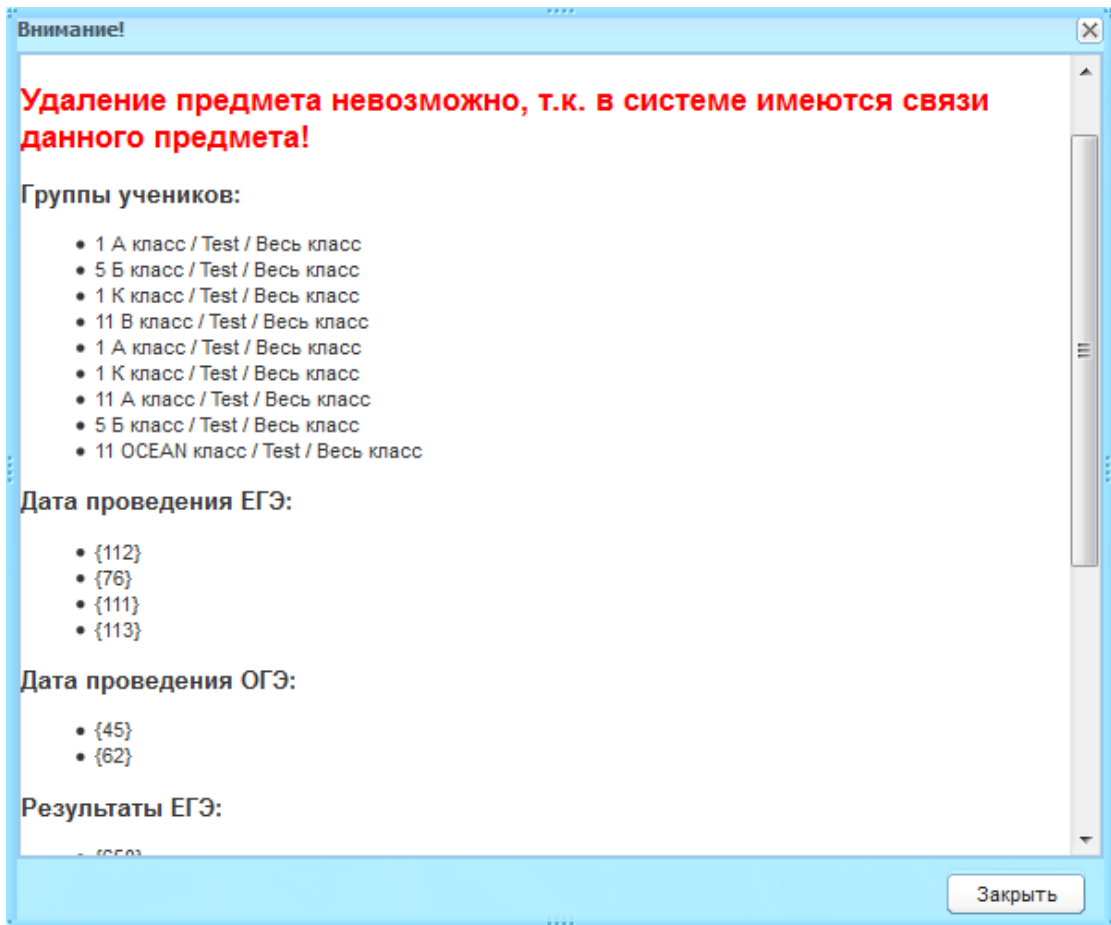 Внимание!
Удаление предмета невозможно, т.к. в системе имеются связи
данного предмета!
Группы учеников:
1 А класс / Test / Весь класс
5 Б класс / Test / Весь класс
1 К класс / Test / Весь класс
11 В класс / Test / Весь класс
1 А класс / Test / Весь класс
1 К класс / Test / Весь класс
11 А класс / Test / Весь класс
5 Б класс / Test / Весь класс
11 OCEAN класс / Test / Весь класс
Дата проведения ЕГЭ:
{112}
{76}
{111}
{113}
Дата проведения ОГЭ:
{45}
{62}
Результаты ЕГЭ:
Закрыть